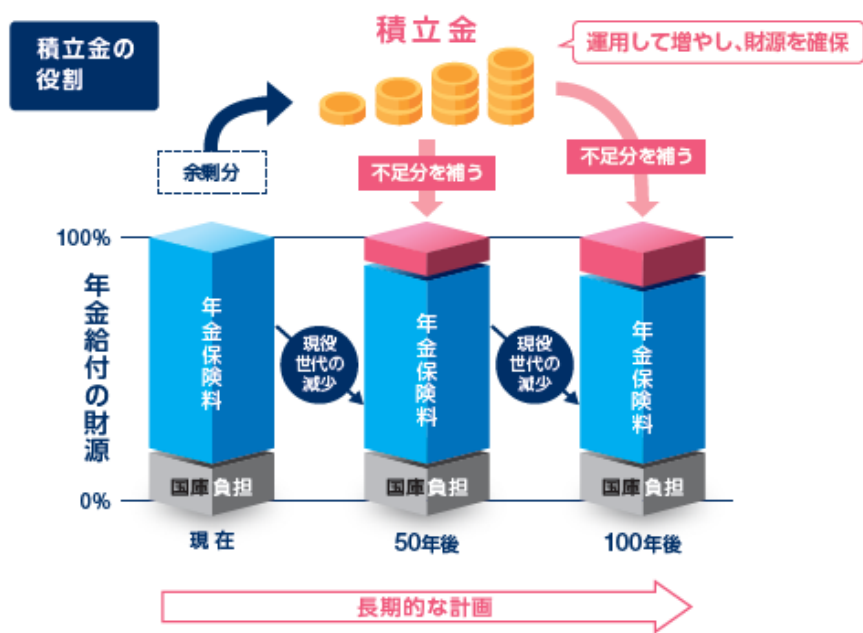 積立金の
役割
積立金
運用して増やし、財源を確保
余剰分
不足分を補う
不足分を補う
100%
年金給付の財源
0%
年金保険料
国庫負担
現役
世代の
減少
年金保険料
国庫負担
現役
世代の
減少
年金保険料
国庫負担
現在
50年後
100年後
長期的な計画